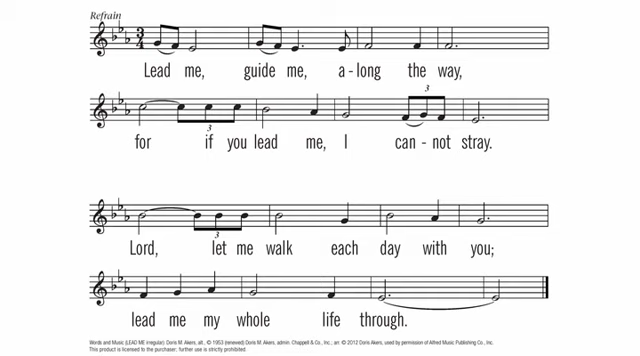 Refrain
Lead me, guide me, a-long the way,
3
for if you lead me, I can-not stray.
3
Lord, let me walk each day with you;
3
lead me my whole life through.
Words and Music (LEAD ME irregular): Doris M. Akers, alt., © 1953 (renewed) Doris M. Akers, admin. Chappell & Co., Inc.; arr. © 2012 Doris Akers, used by permission of Alfred Music Publishing Co., Inc.
This product is licensed to the purchaser; further use is strictly prohibited